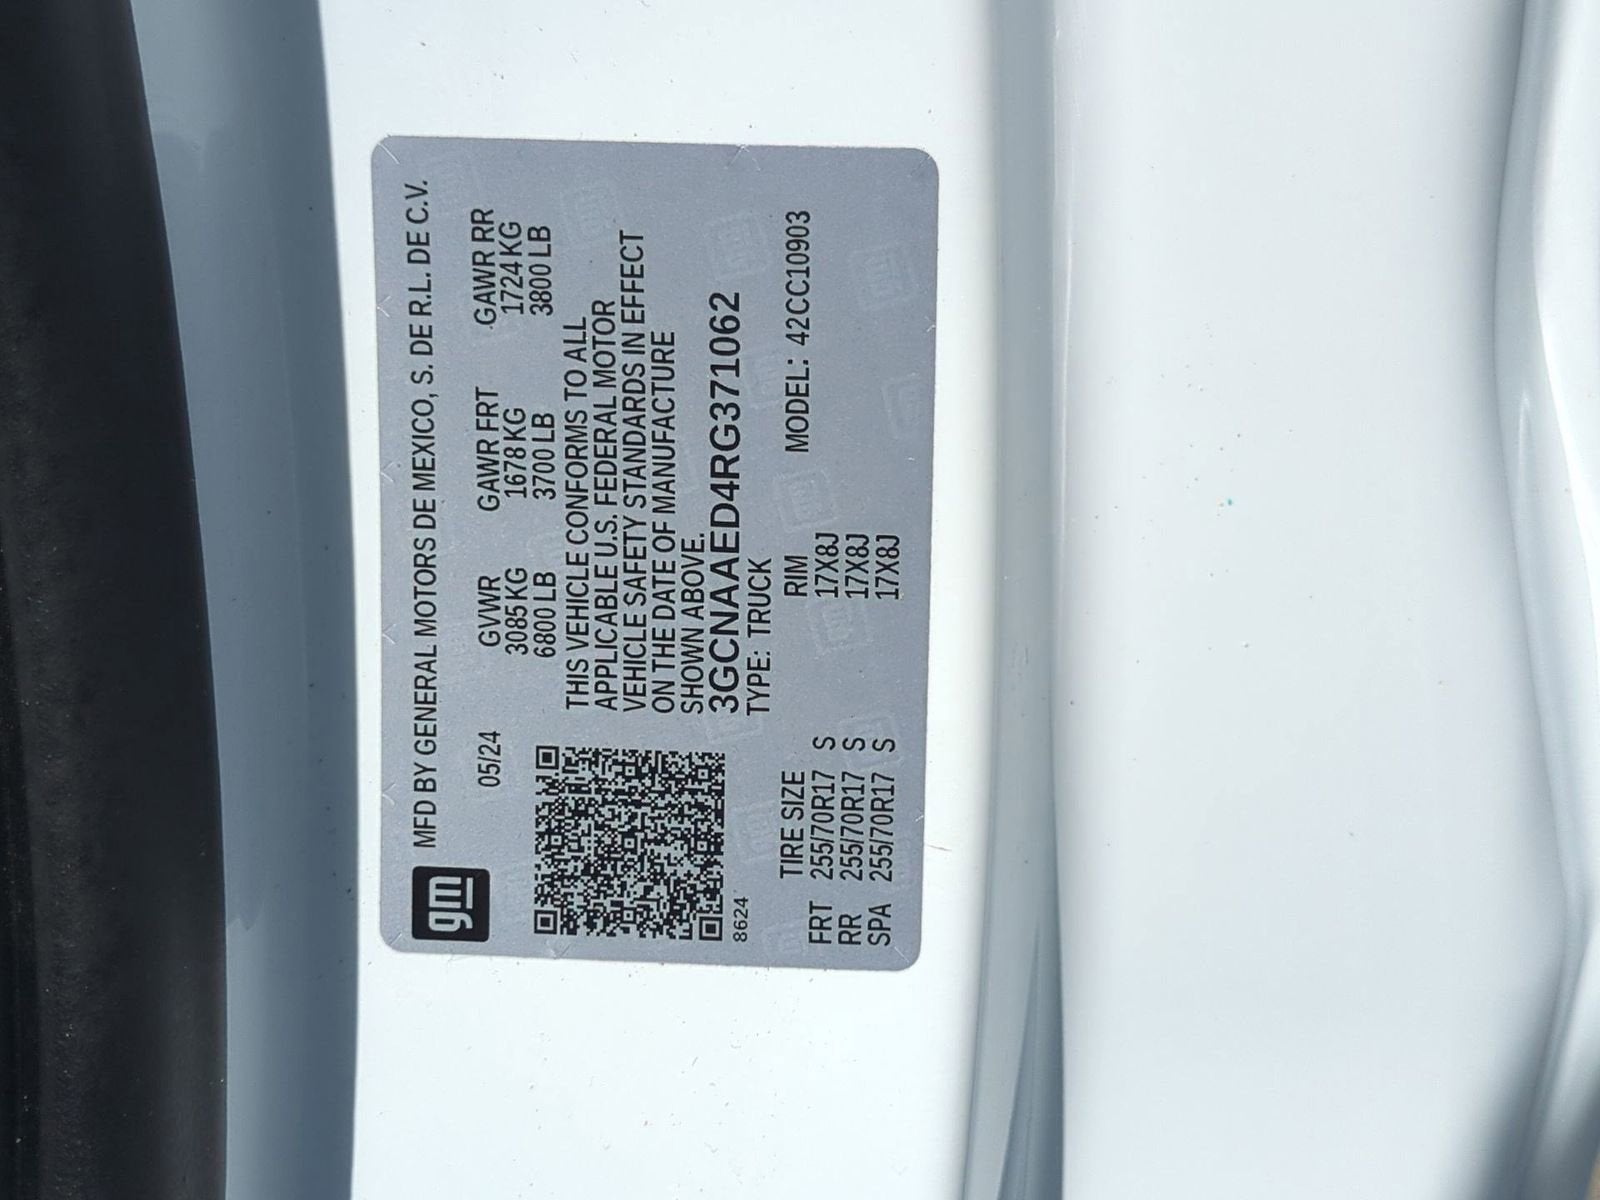 gm
MFD BY GENERAL MOTORS DE MEXICO, S. DE R.L. DE C.V.
05/24
GVWR GAWR FRT GAWR RR
3085 KG 1678 KG 1724 KG
6800 LB 3700 LB 3800 LB
THIS VEHICLE CONFORMS TO ALL
APPLICABLE U.S. FEDERAL MOTOR
VEHICLE SAFETY STANDARDS IN EFFECT
ON THE DATE OF MANUFACTURE
SHOWN ABOVE.
3GCNAAED4RG371062
8624
TYPE: TRUCK
TIRE SIZE RIM MODEL: 42CC10903
FRT 255/70R17 S 17X8J
RR 255/70R17 S 17X8J
SPA 255/70R17 S 17X8J